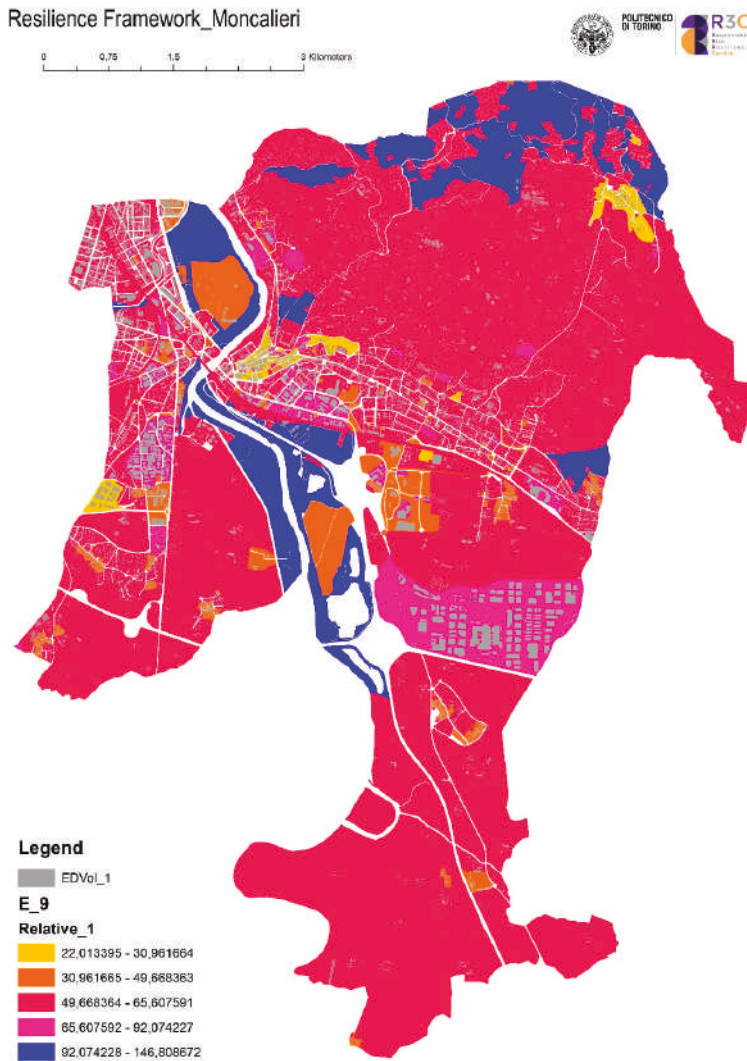 Resilience Framework_Moncalieri
POLITECNICO
DI TORINO
R3C
0 0,75 1,5 3 Kilometers
Legend
EDVol_1
E_9
Relative_1
22,013395 - 30,961664
30,961665 - 49,668363
49,668364 - 65,607591
65,607592 - 92,074227
92,074228 - 146,808672